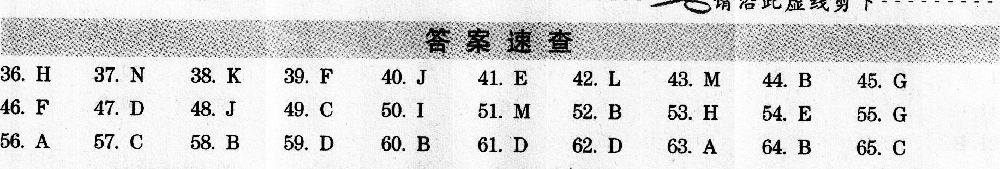 请沿此虚线剪下
答案速查
36. H 37. N 38. K 39. F 40. J 41. E 42. L 43. M 44. B 45. G
46. F 47. D 48. J 49. C 50. I 51. M 52. B 53. H 54. E 55. G
56. A 57. C 58. B 59. D 60. B 61. D 62. D 63. A 64. B 65. C